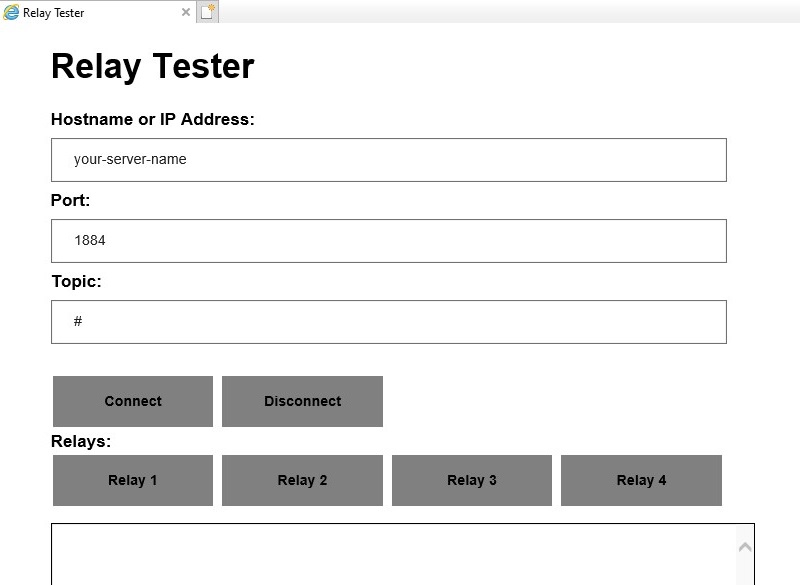 Relay Tester
Relay Tester
Hostname or IP Address:
your-server-name
Port:
1884
Topic:
#
Connect Disconnect
Relays:
Relay 1 Relay 2 Relay 3 Relay 4